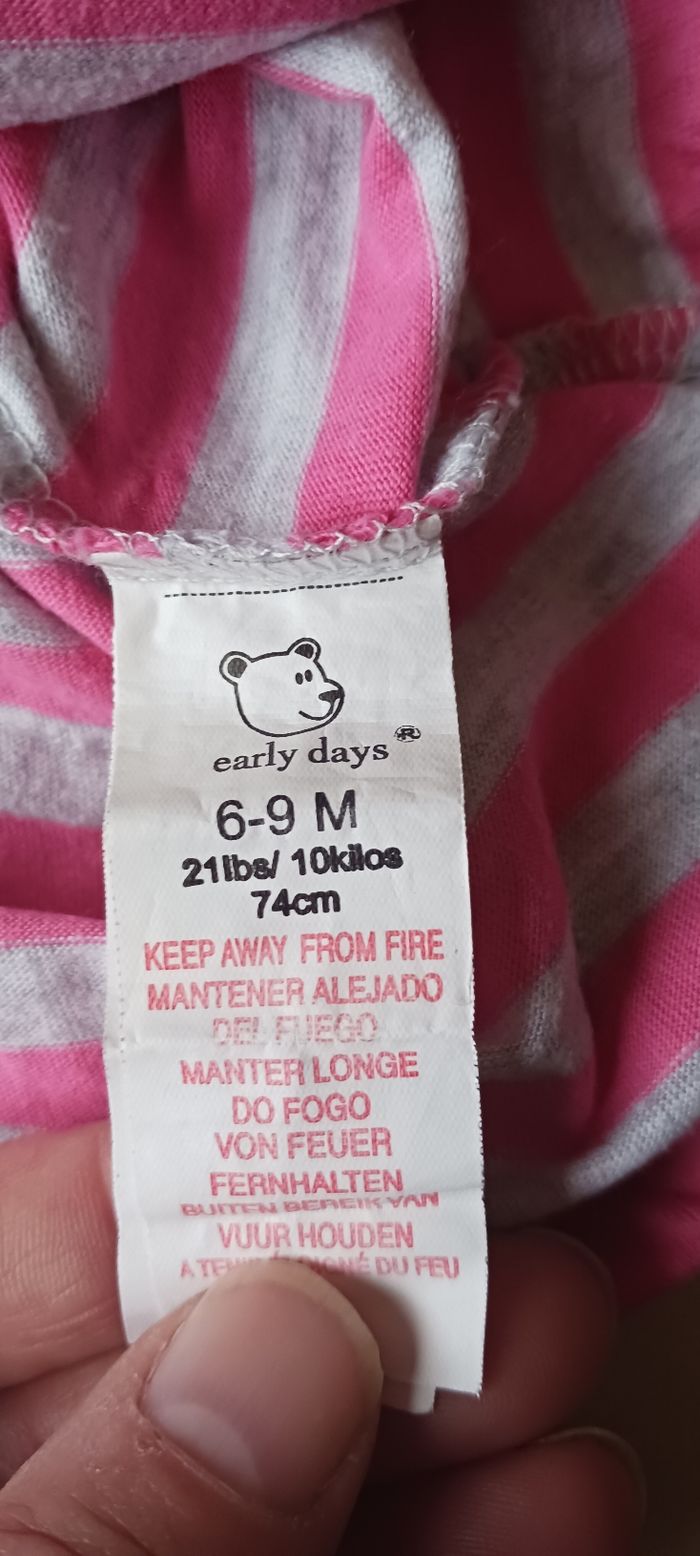 early days ®
6-9 M
21lbs/ 10kilos
74cm
KEEP AWAY FROM FIRE
MANTENER ALEJADO
DEL FUEGO
MANTER LONGE
DO FOGO
VON FEUER
FERNHALTEN
BUITEN BEREIK VAN
VUUR HOUDEN
A DU FEU